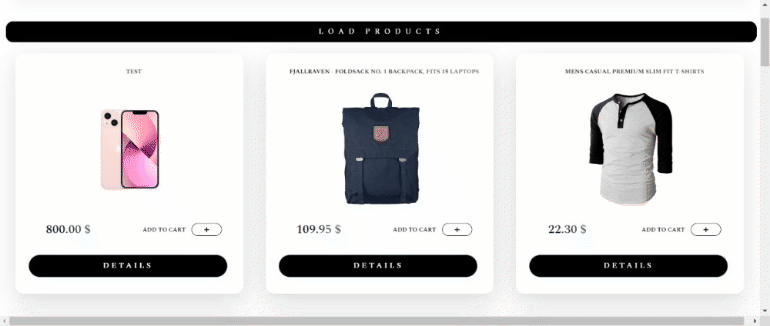 LOAD PRODUCTS
TEST
800.00 $
ADD TO CART
+
DETAILS
FJALLRAVEN - FOLDSACK NO. 1 BACKPACK, FITS 15 LAPTOPS
109.95 $
ADD TO CART
+
DETAILS
MENS CASUAL PREMIUM SLIM FIT T-SHIRTS
22.30 $
ADD TO CART
+
DETAILS